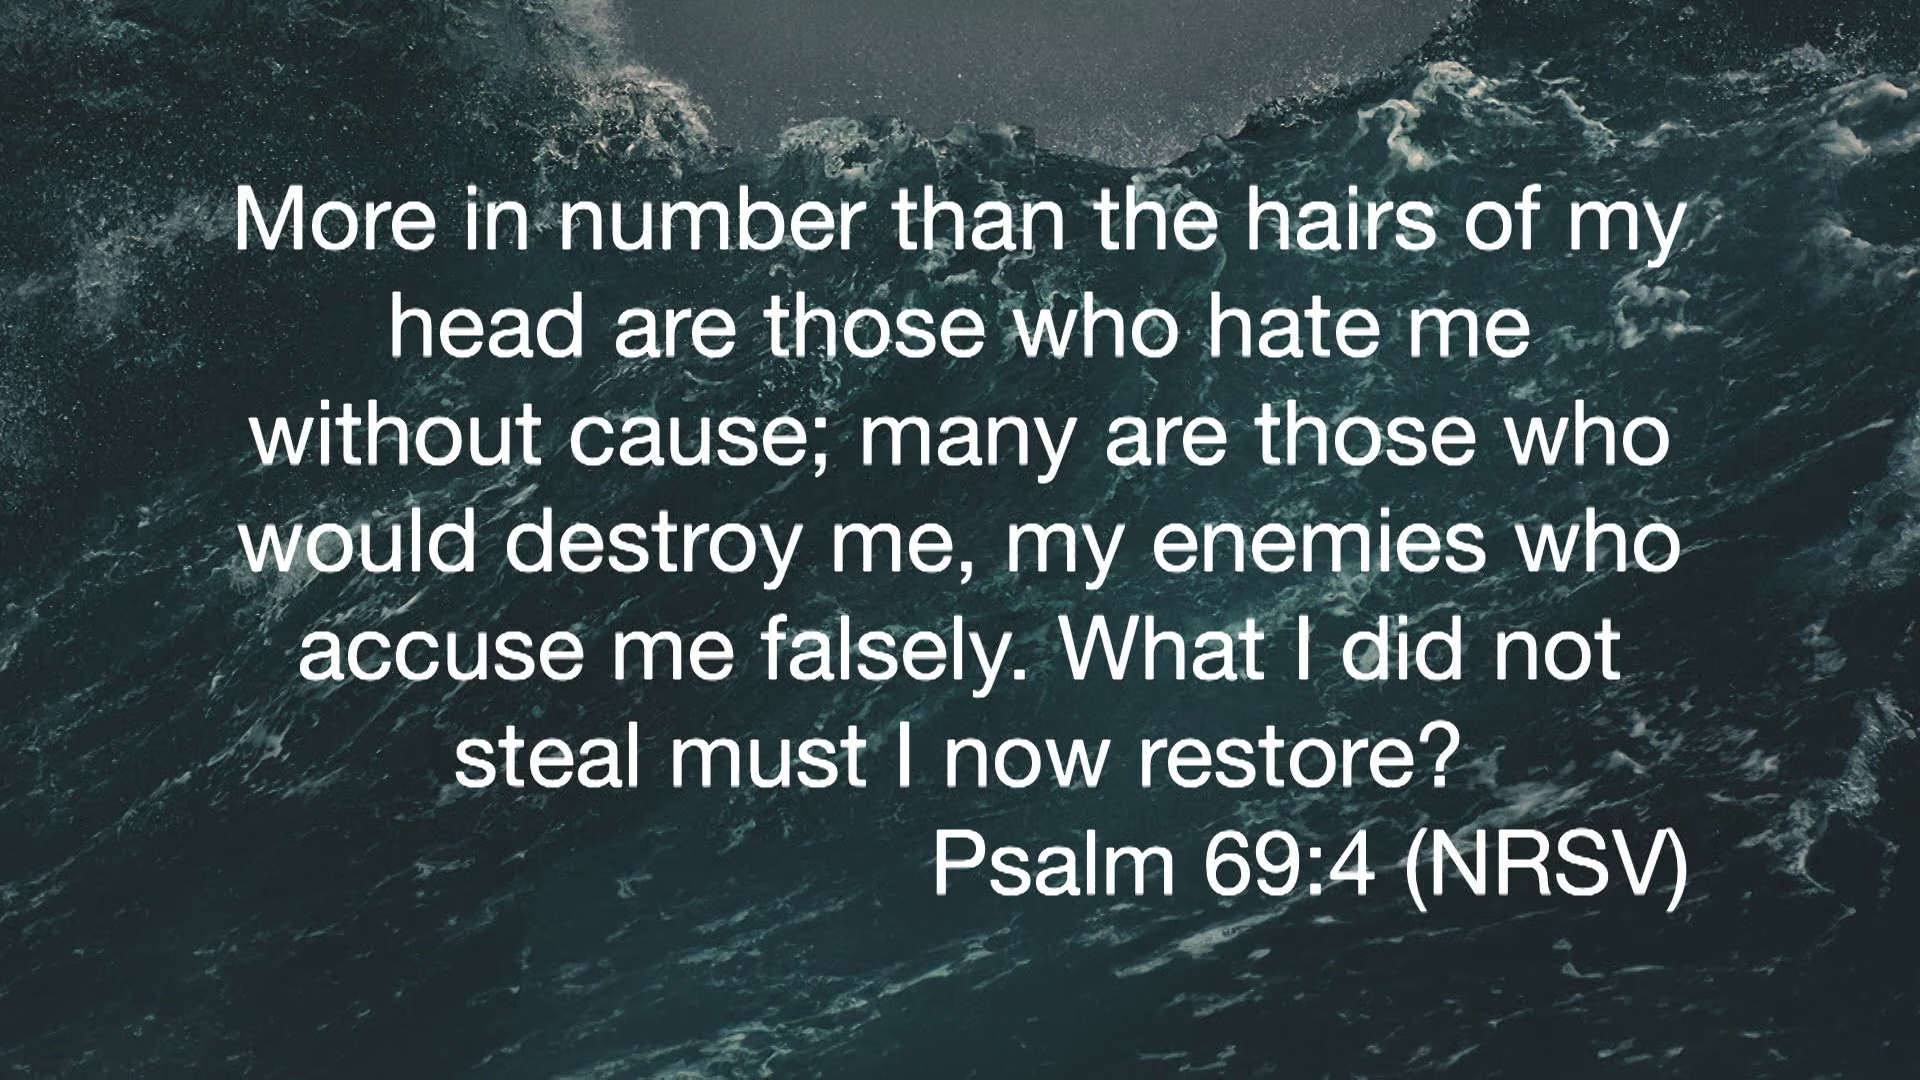 More in number than the hairs of my
head are those who hate me
without cause; many are those who
would destroy me, my enemies who
accuse me falsely. What I did not
steal must I now restore?
Psalm 69:4 (NRSV)